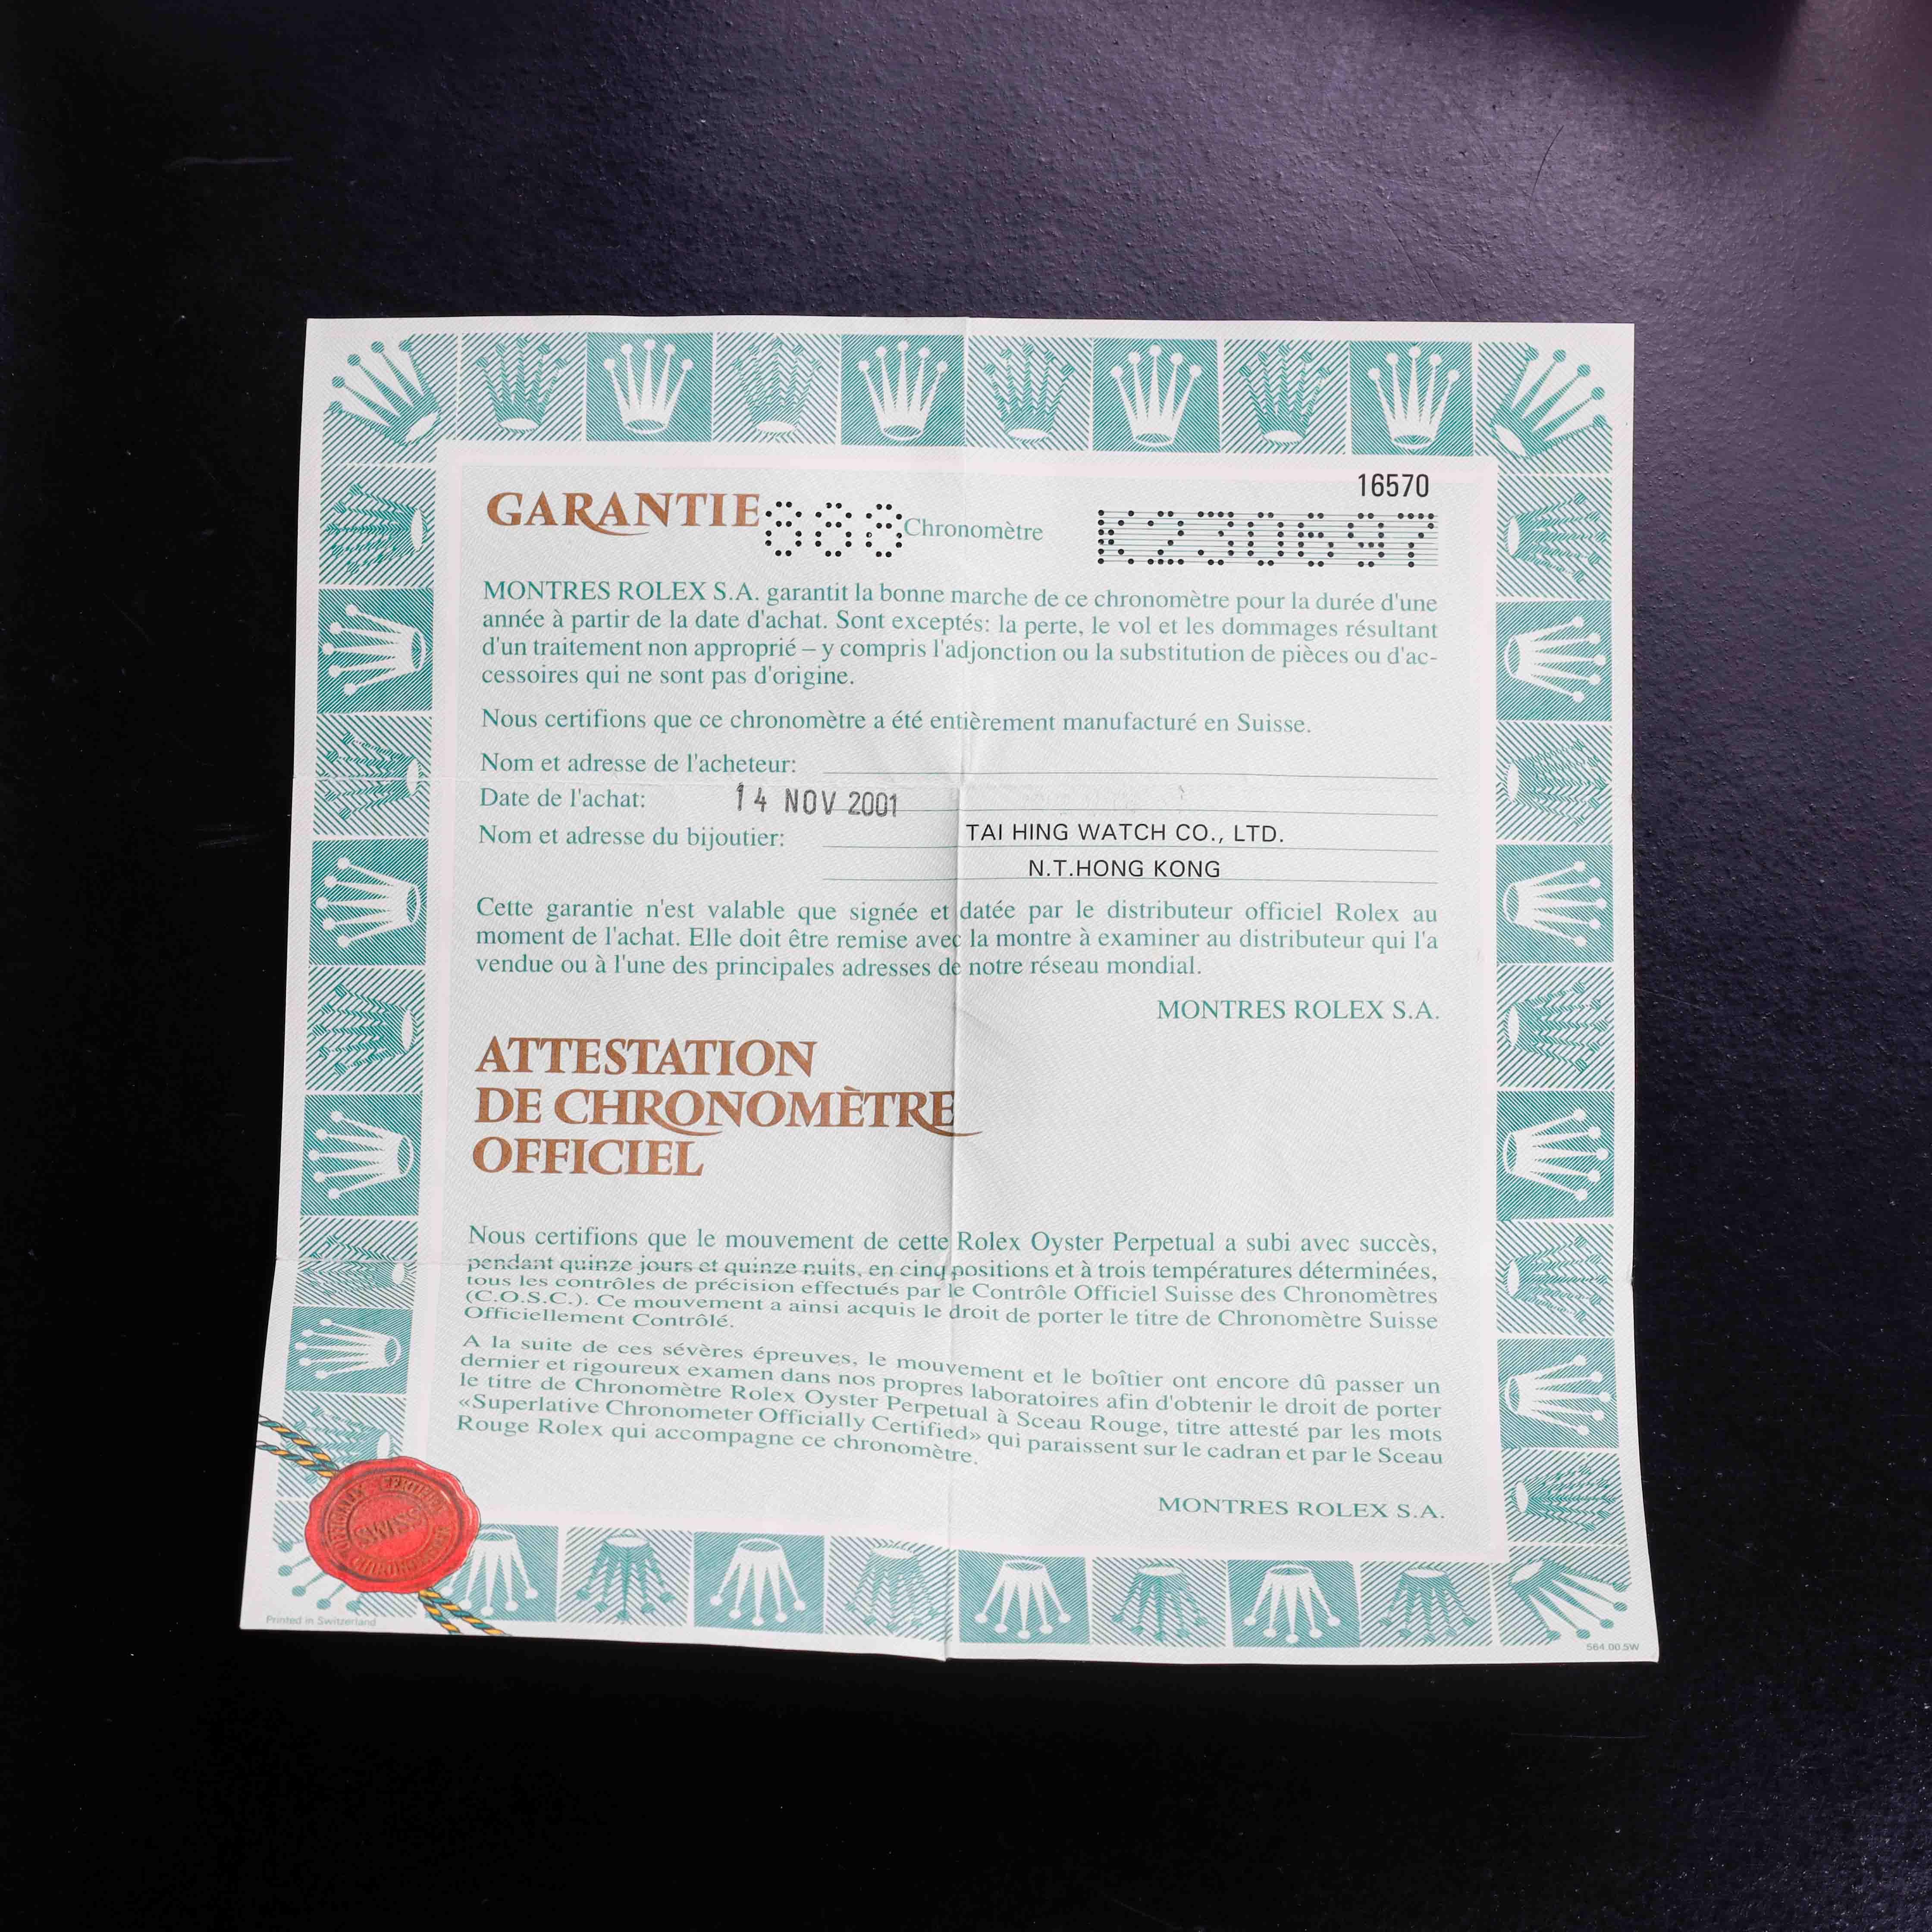 16570
GARANTIE 888 Chronomètre K230697
MONTRES ROLEX S.A. garantit la bonne marche de ce chronomètre pour la durée d'une
année à partir de la date d'achat. Sont exceptés: la perte, le vol et les dommages résultant
d'un traitement non approprié – y compris l'adjonction ou la substitution de pièces ou d'ac-
cessoires qui ne sont pas d'origine.
Nous certifions que ce chronomètre a été entièrement manufacturé en Suisse.
Nom et adresse de l'acheteur:
Date de l'achat: 14 NOV 2001
Nom et adresse du bijoutier: TAI HING WATCH CO., LTD.
N.T.HONG KONG
Cette garantie n'est valable que signée et datée par le distributeur officiel Rolex au
moment de l'achat. Elle doit être remise avec la montre à examiner au distributeur qui l'a
vendue ou à l'une des principales adresses de notre réseau mondial.
MONTRES ROLEX S.A.
ATTESTATION
DE CHRONOMÈTRE
OFFICIEL
Nous certifions que le mouvement de cette Rolex Oyster Perpetual a subi avec succès,
pendant quinze jours et quinze nuits, en cinq positions et à trois températures déterminées,
tous les contrôles de précision effectués par le Contrôle Officiel Suisse des Chronomètres
(C.O.S.C.). Ce mouvement a ainsi acquis le droit de porter le titre de Chronomètre Suisse
Officiellement Contrôlé.
A la suite de ces sévères épreuves, le mouvement et le boîtier ont encore dû passer un
dernier et rigoureux examen dans nos propres laboratoires afin d'obtenir le droit de porter
le titre de Chronomètre Rolex Oyster Perpetual à Sceau Rouge, titre attesté par les mots
«Superlative Chronometer Officially Certified» qui paraissent sur le cadran et par le Sceau
Rouge Rolex qui accompagne ce chronomètre.
MONTRES ROLEX S.A.
OFFICIALLY CERTIFIED
SWISS
CHRONOMETER
Printed in Switzerland
564.00.5W